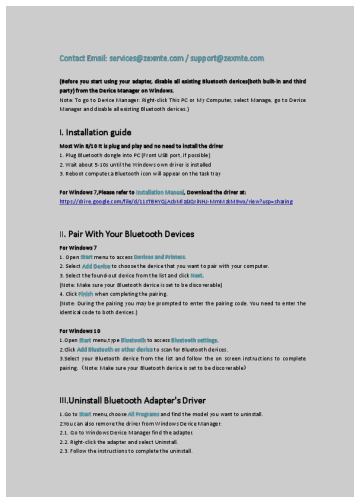 Contact Email: services@zexmte.com / support@zexmte.com
(Before you start using your adapter, disable all existing Bluetooth devices(both built-in and third
party) from the Device Manager on Windows.
Note: To go to Device Manager: Right-click This PC or My Computer, select Manage, go to Device
Manager and disable all existing Bluetooth devices.)
I. Installation guide
Most Win 8/10 it is plug and play and no need to install the driver
1. Plug Bluetooth dongle into PC(Front USB port, if possible)
2. Wait about 5-10s until the Windows own driver is installed
3. Reboot computer.a Bluetooth icon will appear on the task tray
For Windows 7,Please refer to Installation Manual, Download the driver at:
II. Pair With Your Bluetooth Devices
For Windows 7
1. Open Start menu to access Devices and Printers.
2. Select Add Device to choose the device that you want to pair with your computer.
3. Select the found-out device from the list and click Next.
(Note: Make sure your Bluetooth device is set to be discoverable)
4. Click Finish when completing the pairing.
(Note: During the pairing you may be prompted to enter the pairing code. You need to enter the
identical code to both devices.)
For Windows 10
1.Open Start menu,type Bluetooth to access Bluetooth settings.
2.Click Add Bluetooth or other device to scan for Bluetooth devices.
3.Select your Bluetooth device from the list and follow the on screen instructions to complete
pairing.（Note: Make sure your Bluetooth device is set to be discoverable）
III.Uninstall Bluetooth Adapter's Driver
1.Go to Start menu,choose All Programs and find the model you want to uninstall.
2.You can also remove the driver from Windows Device Manager.
2.1. Go to Windows Device Manager find the adapter.
2.2. Right-click the adapter and select Uninstall.
2.3. Follow the instructions to complete the uninstall.